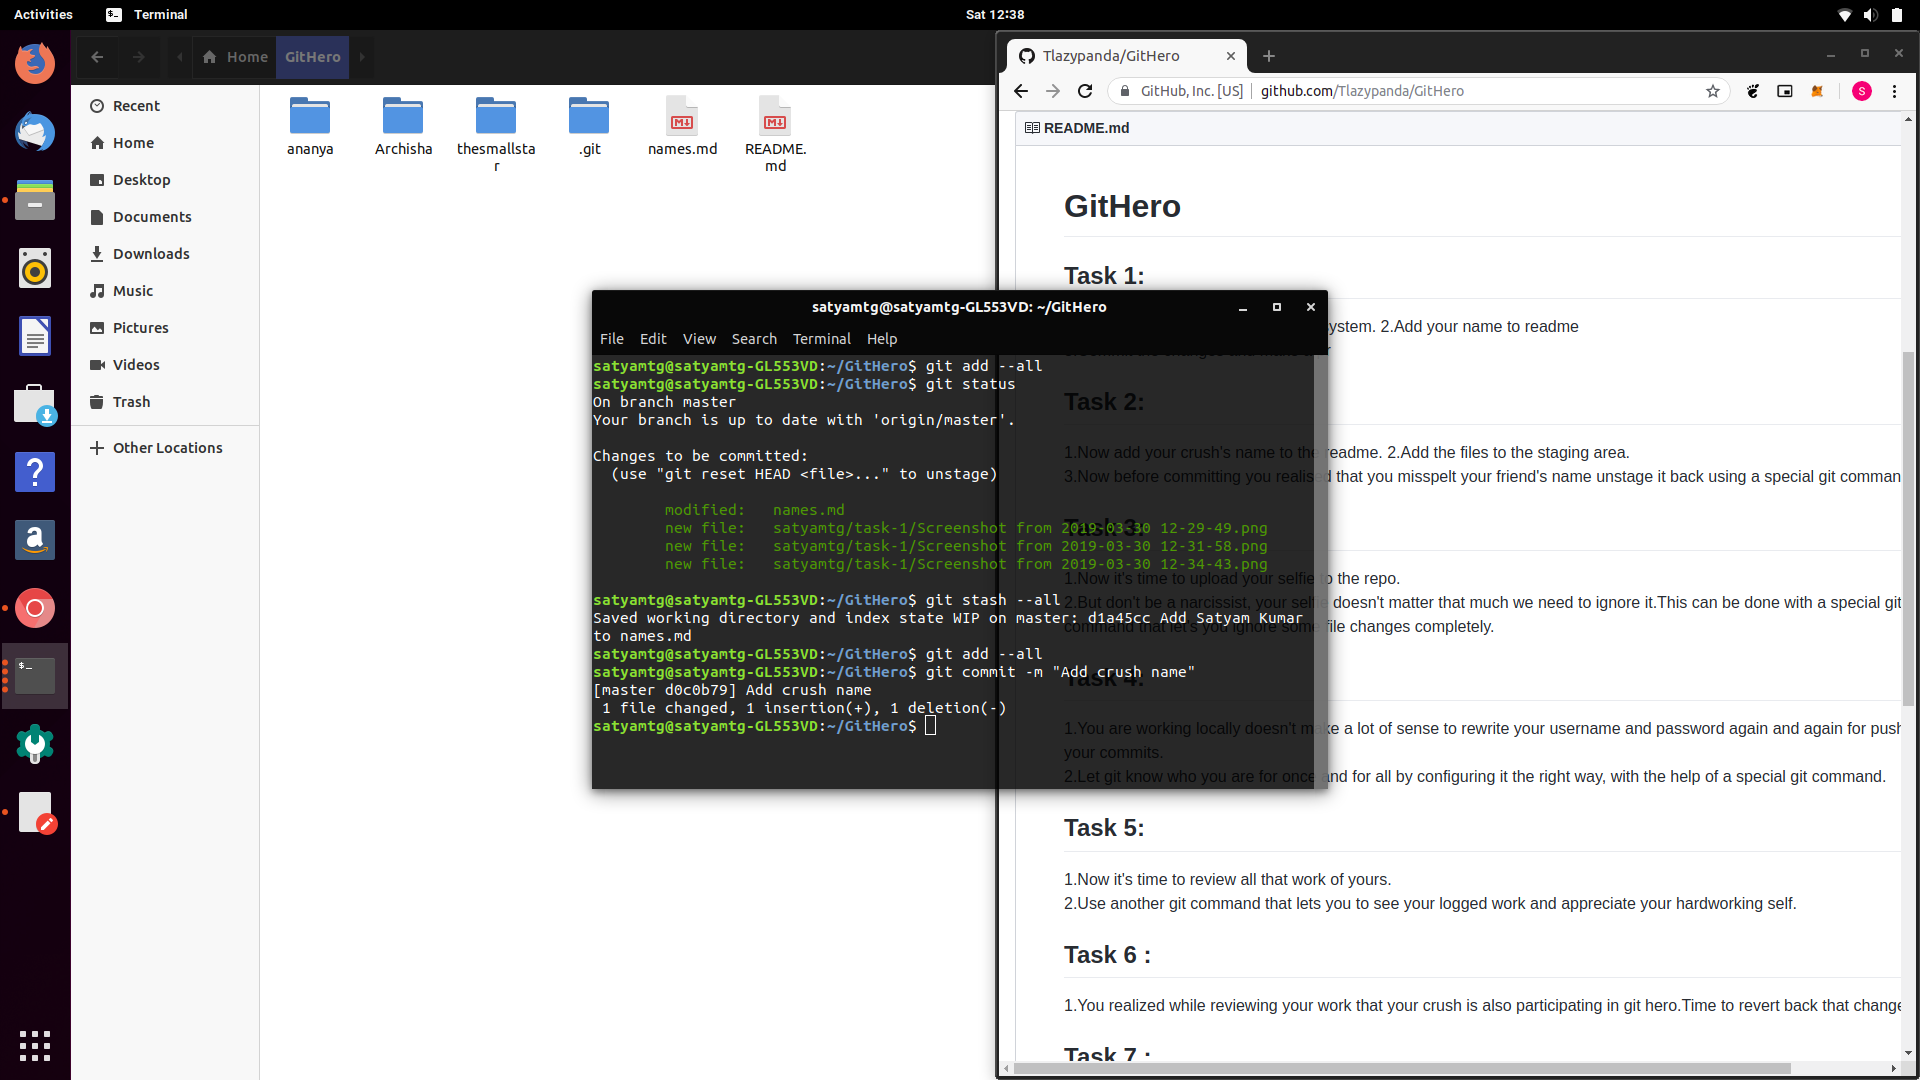 Activities
Terminal
Sat 12:38
Home
GitHero
Recent
Home
Desktop
Documents
Downloads
Music
Pictures
Videos
Trash
Other Locations
ananya
Archisha
thesmallsta
r
.git
names.md
README.
md
Tlazypanda/GitHero
GitHub, Inc. [US]
github.com/Tlazypanda/GitHero
S
README.md
GitHero
Task 1:
ystem. 2.Add your name to readme
satyamtg@satyamtg-GL553VD: ~/GitHero
File Edit View Search Terminal Help
satyamtg@satyamtg-GL553VD:~/GitHero$ git add --all
satyamtg@satyamtg-GL553VD:~/GitHero$ git status
On branch master
Your branch is up to date with 'origin/master'.
Changes to be committed:
(use "git reset HEAD <file>..." to unstage)
modified:   names.md
new file:   satyamtg/task-1/Screenshot from 2019-03-30 12-29-49.png
new file:   satyamtg/task-1/Screenshot from 2019-03-30 12-31-58.png
new file:   satyamtg/task-1/Screenshot from 2019-03-30 12-34-43.png
satyamtg@satyamtg-GL553VD:~/GitHero$ git stash --all
Saved working directory and index state WIP on master: d1a45cc Add Satyam Kumar
to names.md
satyamtg@satyamtg-GL553VD:~/GitHero$ git add --all
satyamtg@satyamtg-GL553VD:~/GitHero$ git commit -m "Add crush name"
[master d0c0b79] Add crush name
1 file changed, 1 insertion(+), 1 deletion(-)
satyamtg@satyamtg-GL553VD:~/GitHero$
Task 2:
1.Now add your crush's name to the readme. 2.Add the files to the staging area.
3.Now before committing you realised that you misspelt your friend's name unstage it back using a special git comman
Task 3:
1.Now it's time to upload your selfie to the repo.
2.But don't be a narcissist, your selfie doesn't matter that much we need to ignore it.This can be done with a special git
command that let's you ignore some file changes completely.
Task 4:
1.You are working locally doesn't make a lot of sense to rewrite your username and password again and again for push
your commits.
2.Let git know who you are for once and for all by configuring it the right way, with the help of a special git command.
Task 5:
1.Now it's time to review all that work of yours.
2.Use another git command that lets you to see your logged work and appreciate your hardworking self.
Task 6 :
1.You realized while reviewing your work that your crush is also participating in git hero.Time to revert back that change
Task 7 :